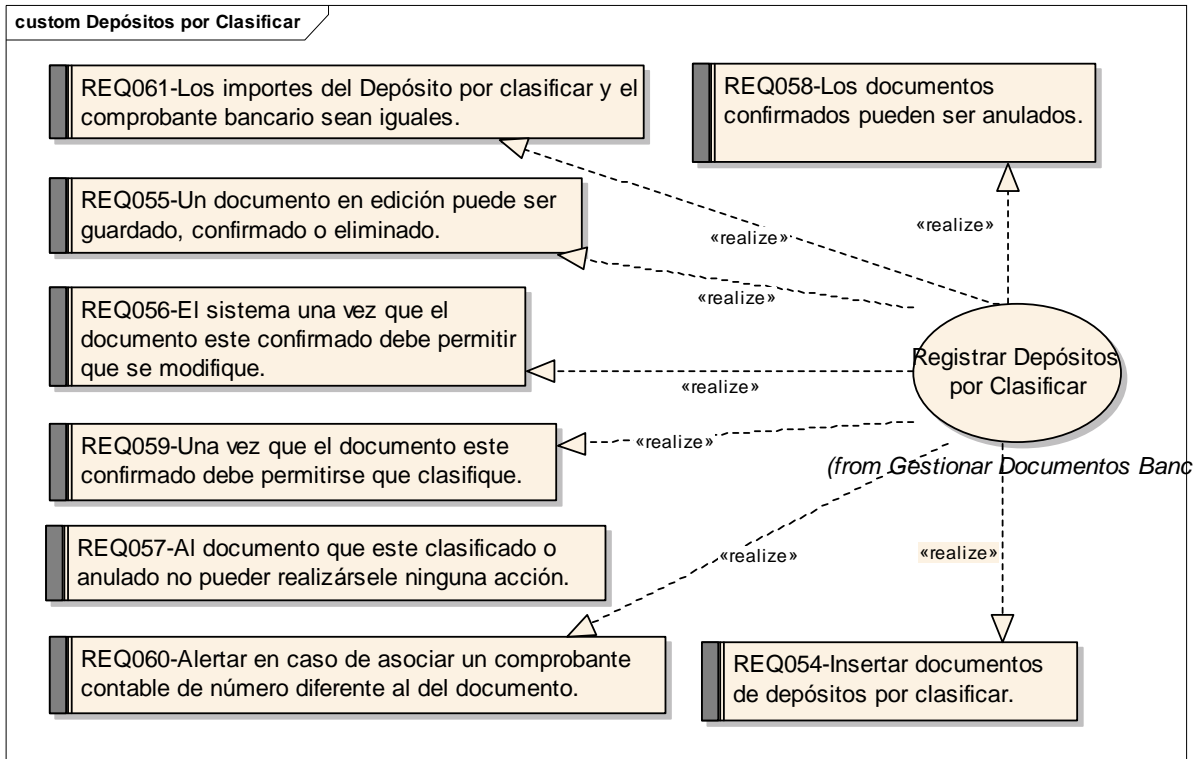 custom Depósitos por Clasificar
REQ061-Los importes del Depósito por clasificar y el
comprobante bancario sean iguales.
REQ058-Los documentos
confirmados pueden ser anulados.
REQ055-Un documento en edición puede ser
guardado, confirmado o eliminado.
«realize»
«realize»
«realize»
REQ056-El sistema una vez que el
documento este confirmado debe permitir
que se modifique.
«realize»
Registrar Depósitos
por Clasificar
REQ059-Una vez que el documento este
confirmado debe permitirse que clasifique.
«realize»
(from Gestionar Documentos Banc
REQ057-Al documento que este clasificado o
anulado no pueder realizársele ninguna acción.
«realize»
«realize»
REQ060-Alertar en caso de asociar un comprobante
contable de número diferente al del documento.
REQ054-Insertar documentos
de depósitos por clasificar.